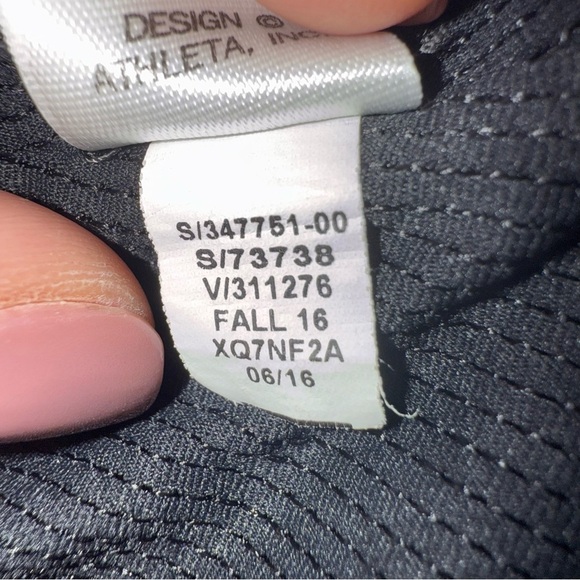 DESIGN ©
ATHLETA, INC.
S/347751-00
S/73738
V/311276
FALL 16
XQ7NF2A
06/16